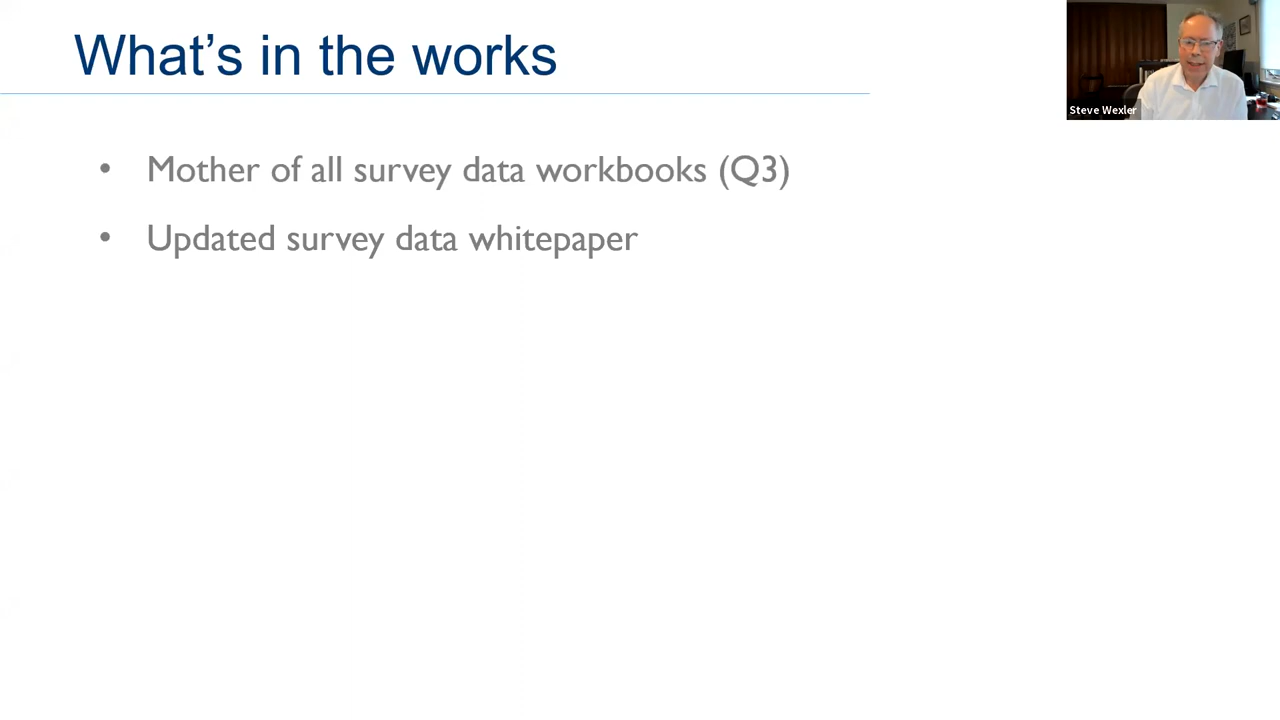 What's in the works
Steve Wexler
• Mother of all survey data workbooks (Q3)
• Updated survey data whitepaper